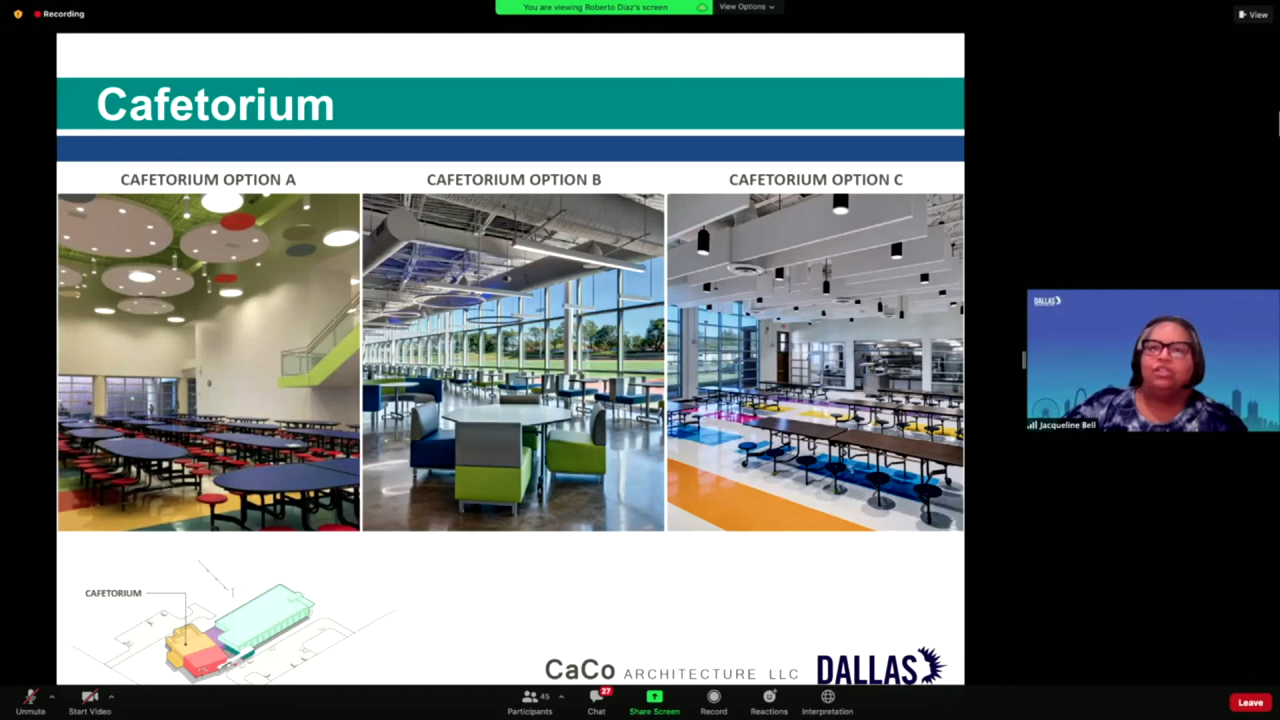 Recording
You are viewing Roberto Diaz's screen
View Options
View
Cafetorium
CAFETORIUM OPTION A
CAFETORIUM OPTION B
CAFETORIUM OPTION C
DALLAS
Jacqueline Bell
CAFETORIUM
CaCo ARCHITECTURE LLC
DALLAS
Unmute
Start Video
45
Participants
27
Chat
Share Screen
Record
Reactions
Interpretation
Leave